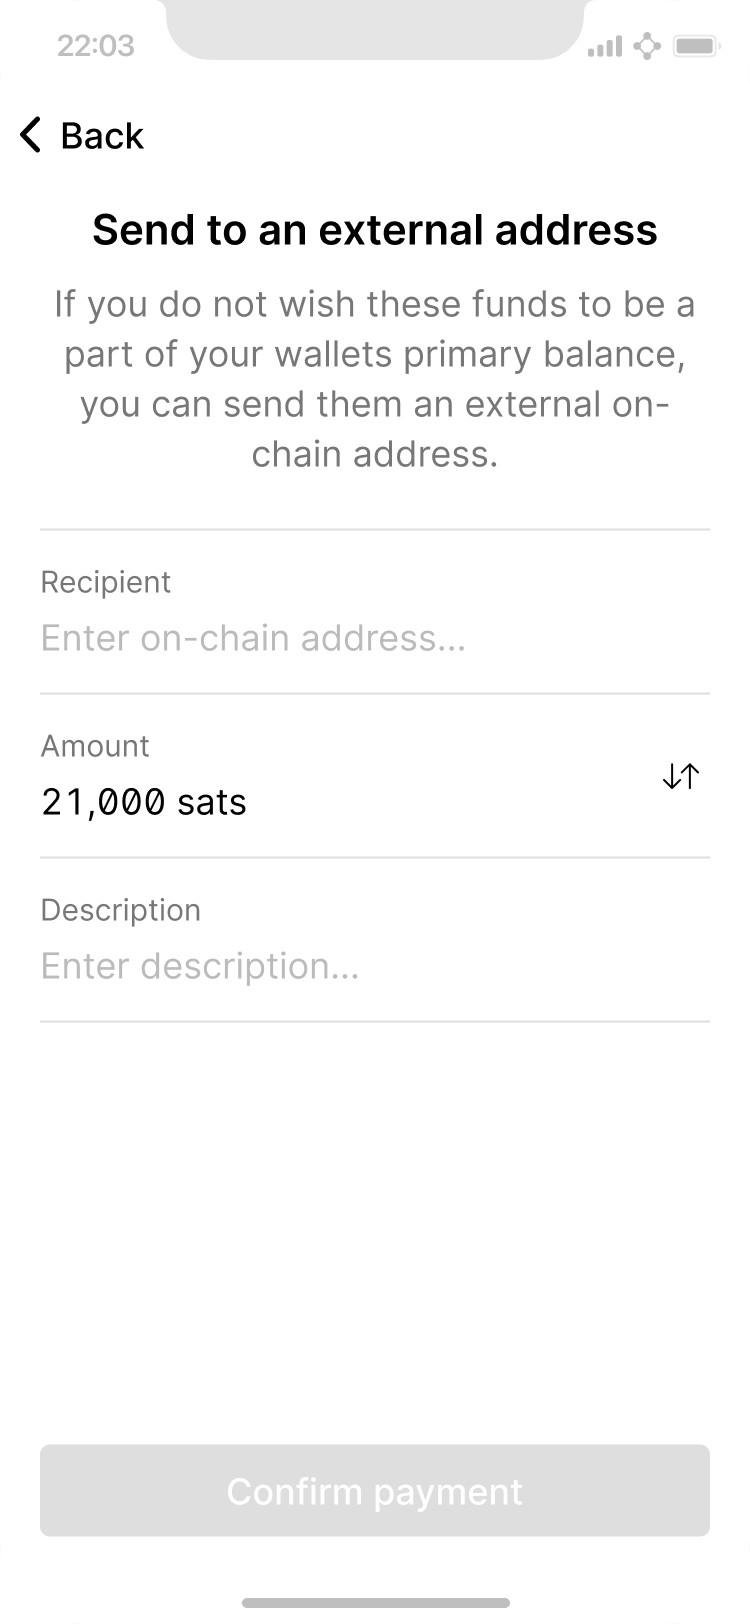 22:03
Back
Send to an external address
If you do not wish these funds to be a
part of your wallets primary balance,
you can send them an external on-
chain address.
Recipient
Enter on-chain address...
Amount
21,000 sats
Description
Enter description...
Confirm payment